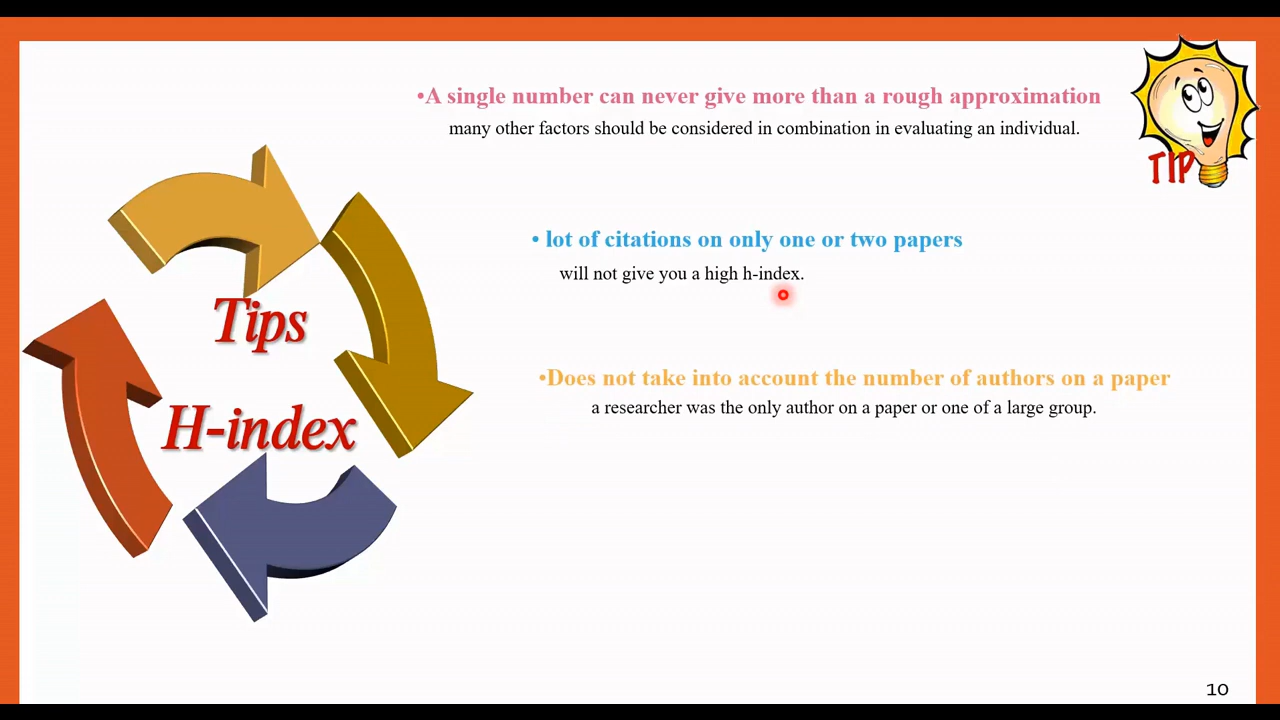 •A single number can never give more than a rough approximation
many other factors should be considered in combination in evaluating an individual.
TIP
• lot of citations on only one or two papers
will not give you a high h-index.
Tips
H-index
•Does not take into account the number of authors on a paper
a researcher was the only author on a paper or one of a large group.
10